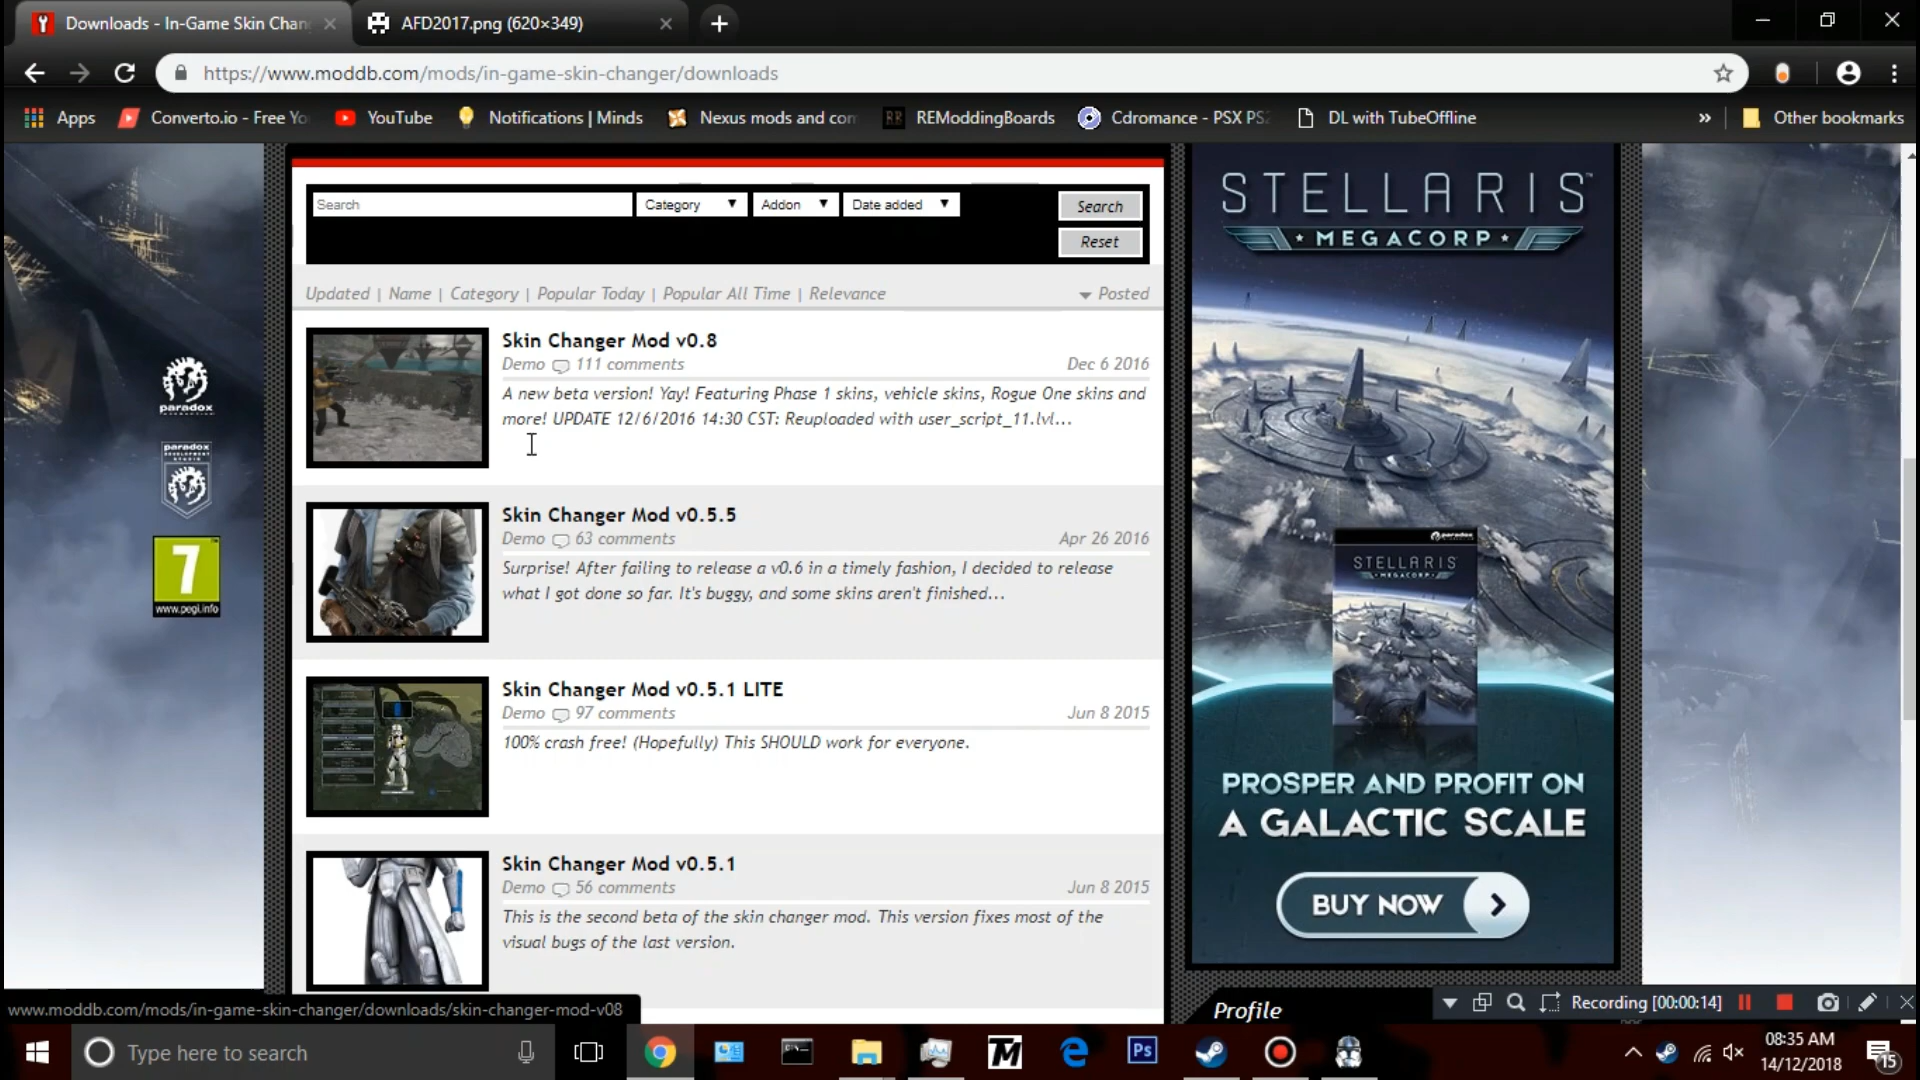 Downloads - In-Game Skin Chan
AFD2017.png (620×349)
https://www.moddb.com/mods/in-game-skin-changer/downloads
Apps
Converto.io - Free Yo
YouTube
Notifications | Minds
Nexus mods and com
REModdingBoards
Cdromance - PSX PS2
DL with TubeOffline
»
Other bookmarks
Search
Category
Addon
Date added
Search
Reset
Updated | Name | Category | Popular Today | Popular All Time | Relevance
Posted
Skin Changer Mod v0.8
Demo 111 comments
Dec 6 2016
A new beta version! Yay! Featuring Phase 1 skins, vehicle skins, Rogue One skins and
more! UPDATE 12/6/2016 14:30 CST: Reuploaded with user_script_11.lvl...
Skin Changer Mod v0.5.5
Demo 63 comments
Apr 26 2016
Surprise! After failing to release a v0.6 in a timely fashion, I decided to release
what I got done so far. It's buggy, and some skins aren't finished...
Skin Changer Mod v0.5.1 LITE
Demo 97 comments
Jun 8 2015
100% crash free! (Hopefully) This SHOULD work for everyone.
Skin Changer Mod v0.5.1
Demo 56 comments
Jun 8 2015
This is the second beta of the skin changer mod. This version fixes most of the
visual bugs of the last version.
paradox
paradox
DEVELOPMENT
STUDIO
7
www.pegi.info
STELLARIS™
MEGACORP
paradox
STELLARIS
MEGACORP
PROSPER AND PROFIT ON
A GALACTIC SCALE
BUY NOW
Profile
www.moddb.com/mods/in-game-skin-changer/downloads/skin-changer-mod-v08
Recording [00:00:14]
Type here to search
Ps
08:35 AM
14/12/2018
15